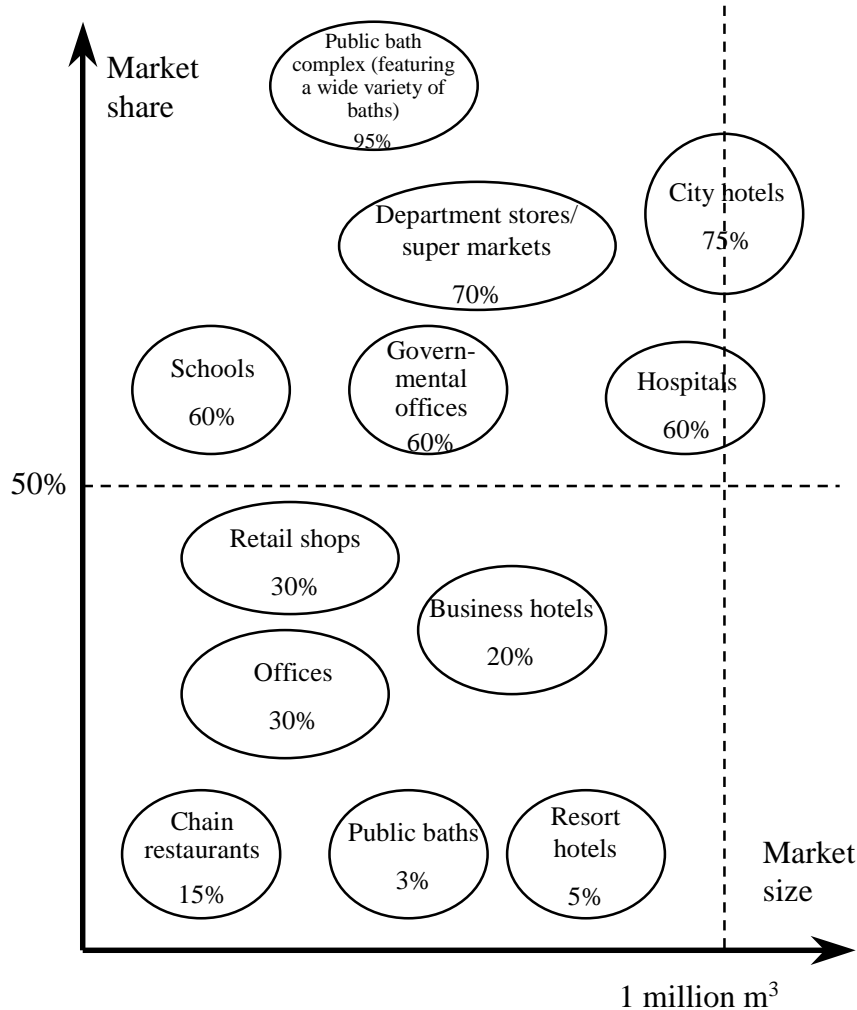 Market
share
Public bath
complex (featuring
a wide variety of
baths)
95%
City hotels
75%
Department stores/
super markets
70%
Schools
60%
Govern-
mental
offices
60%
Hospitals
60%
50%
Retail shops
30%
Business hotels
20%
Offices
30%
Chain
restaurants
15%
Public baths
3%
Resort
hotels
5%
Market
size
1 million m³